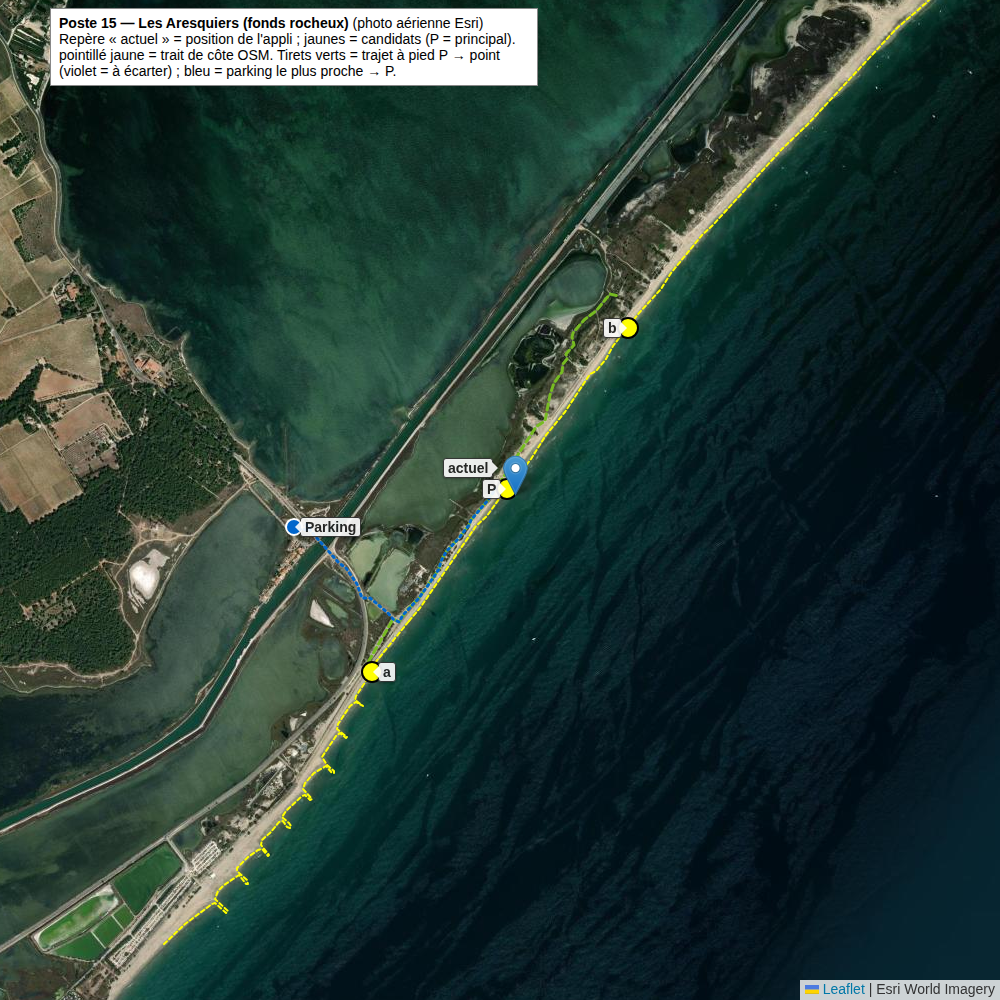 Poste 15 — Les Aresquiers (fonds rocheux) (photo aérienne Esri)
Repère « actuel » = position de l'appli ; jaunes = candidats (P = principal).
pointillé jaune = trait de côte OSM. Tirets verts = trajet à pied P → point
(violet = à écarter) ; bleu = parking le plus proche → P.
b
actuel
P
Parking
a
Leaflet | Esri World Imagery